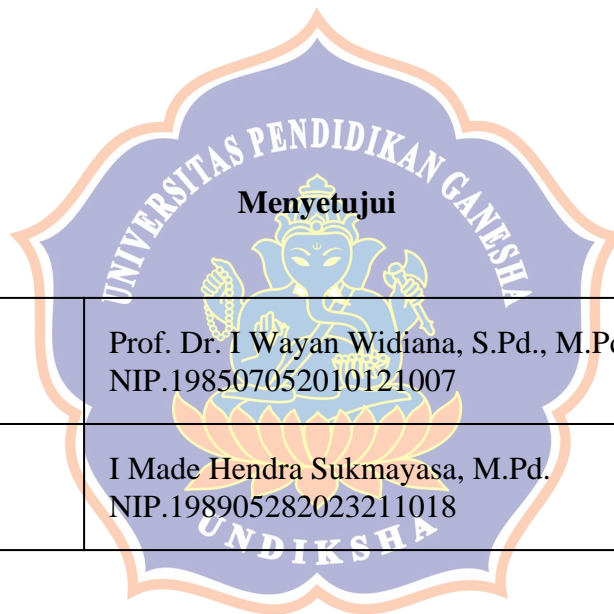 UNIVERSITAS PENDIDIKAN GANESHA
Menyetujui
Prof. Dr. I Wayan Widiana, S.Pd., M.Pd
NIP.198507052010121007
I Made Hendra Sukmayasa, M.Pd.
NIP.198905282023211018
UNDIKSHA